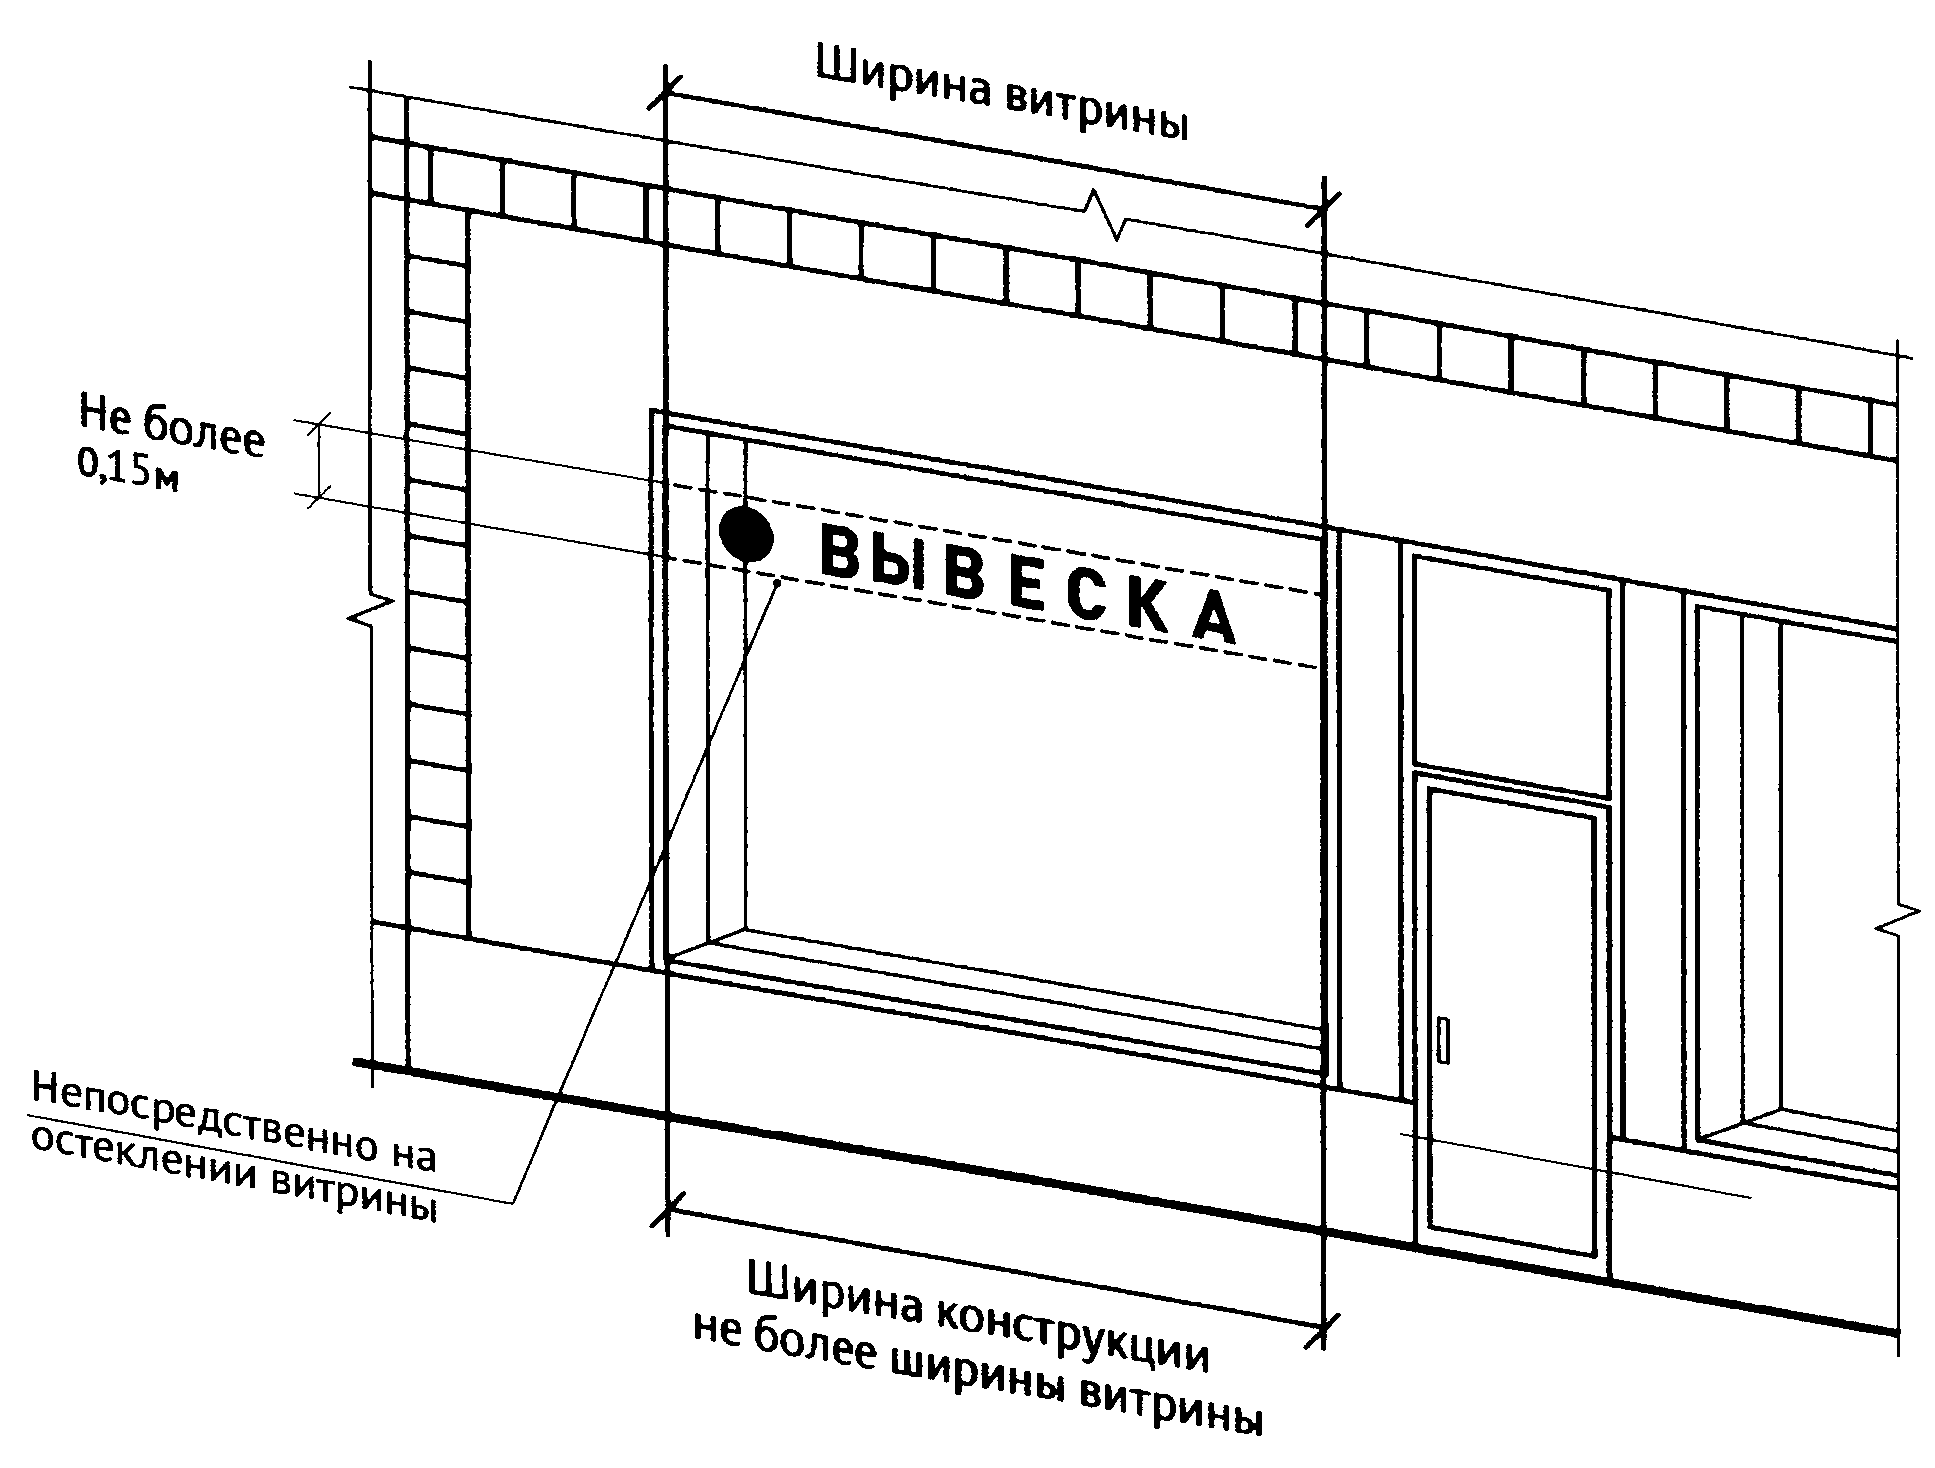 Ширина витрины
Не более
0,15м
ВЫВЕСКА
Непосредственно на
остеклении витрины
Ширина конструкции
не более ширины витрины